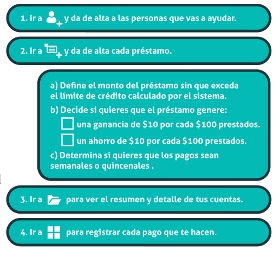 1. Ir a y da de alta a las personas que vas a ayudar.
2. Ir a y da de alta cada préstamo.
a) Define el monto del préstamo sin que exceda
el límite de crédito calculado por el sistema.
b) Decide si quieres que el préstamo genere:
una ganancia de $10 por cada $100 prestados.
un ahorro de $10 por cada $100 prestados.
c) Determina si quieres que los pagos sean
semanales o quincenales .
3. Ir a para ver el resumen y detalle de tus cuentas.
4. Ir a para registrar cada pago que te hacen.